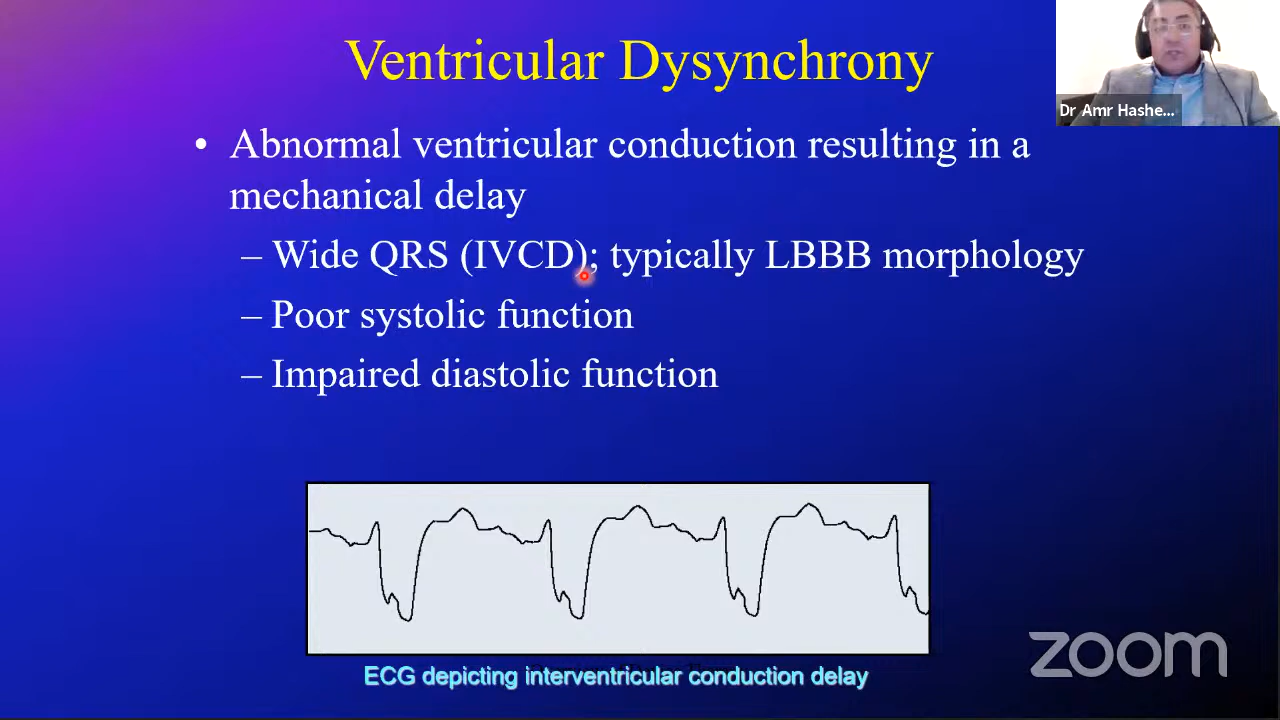 Ventricular Dysynchrony
Dr Amr Hashe...
• Abnormal ventricular conduction resulting in a
mechanical delay
– Wide QRS (IVCD); typically LBBB morphology
– Poor systolic function
– Impaired diastolic function
ECG depicting interventricular conduction delay
zoom